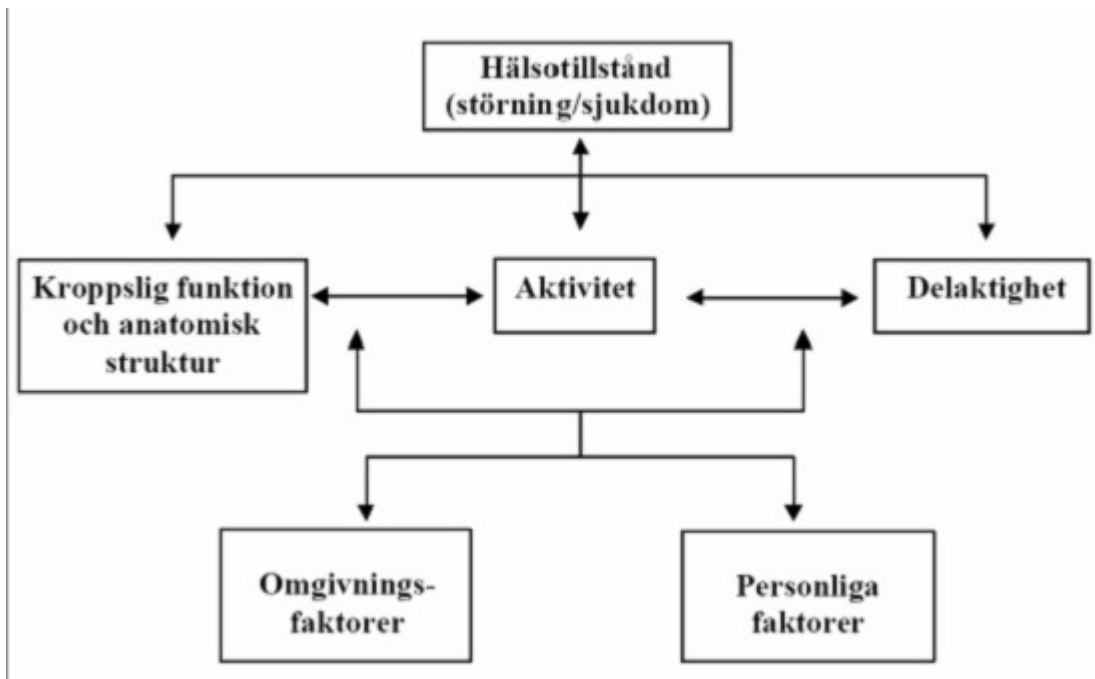 Hälsotillstånd
(störning/sjukdom)
Kroppslig funktion
och anatomisk
struktur
Aktivitet
Delaktighet
Omgivnings-
faktorer
Personliga
faktorer